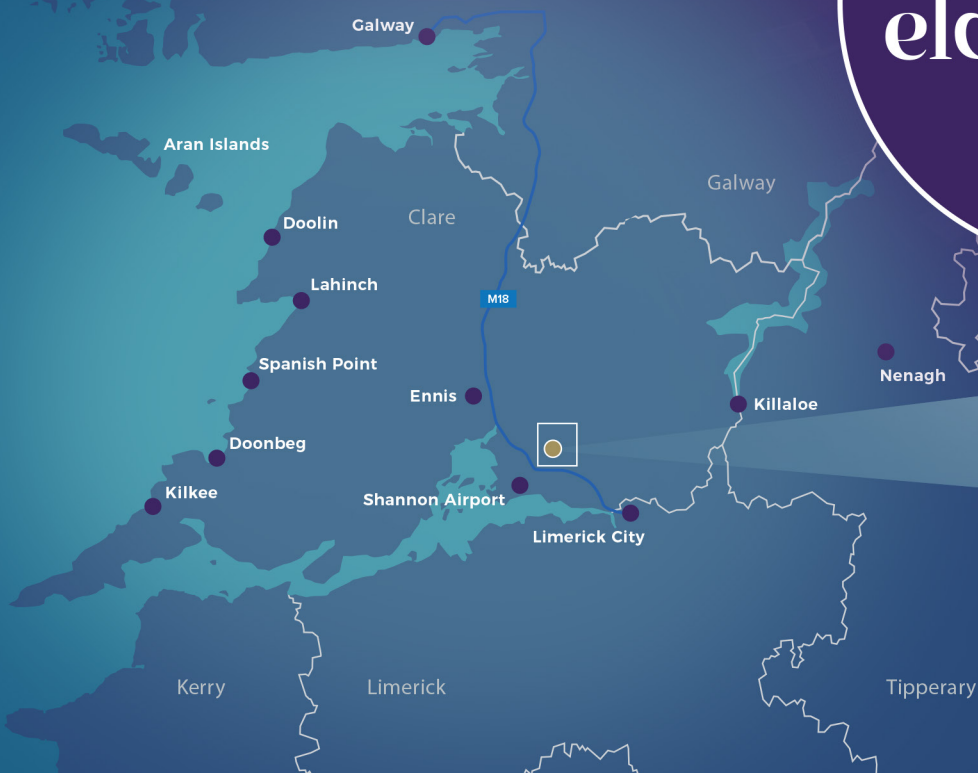 Galway
Aran Islands
Galway
Clare
Doolin
Lahinch
M18
Spanish Point
Nenagh
Ennis
Killaloe
Doonbeg
Kilkee
Shannon Airport
Limerick City
Kerry
Limerick
Tipperary